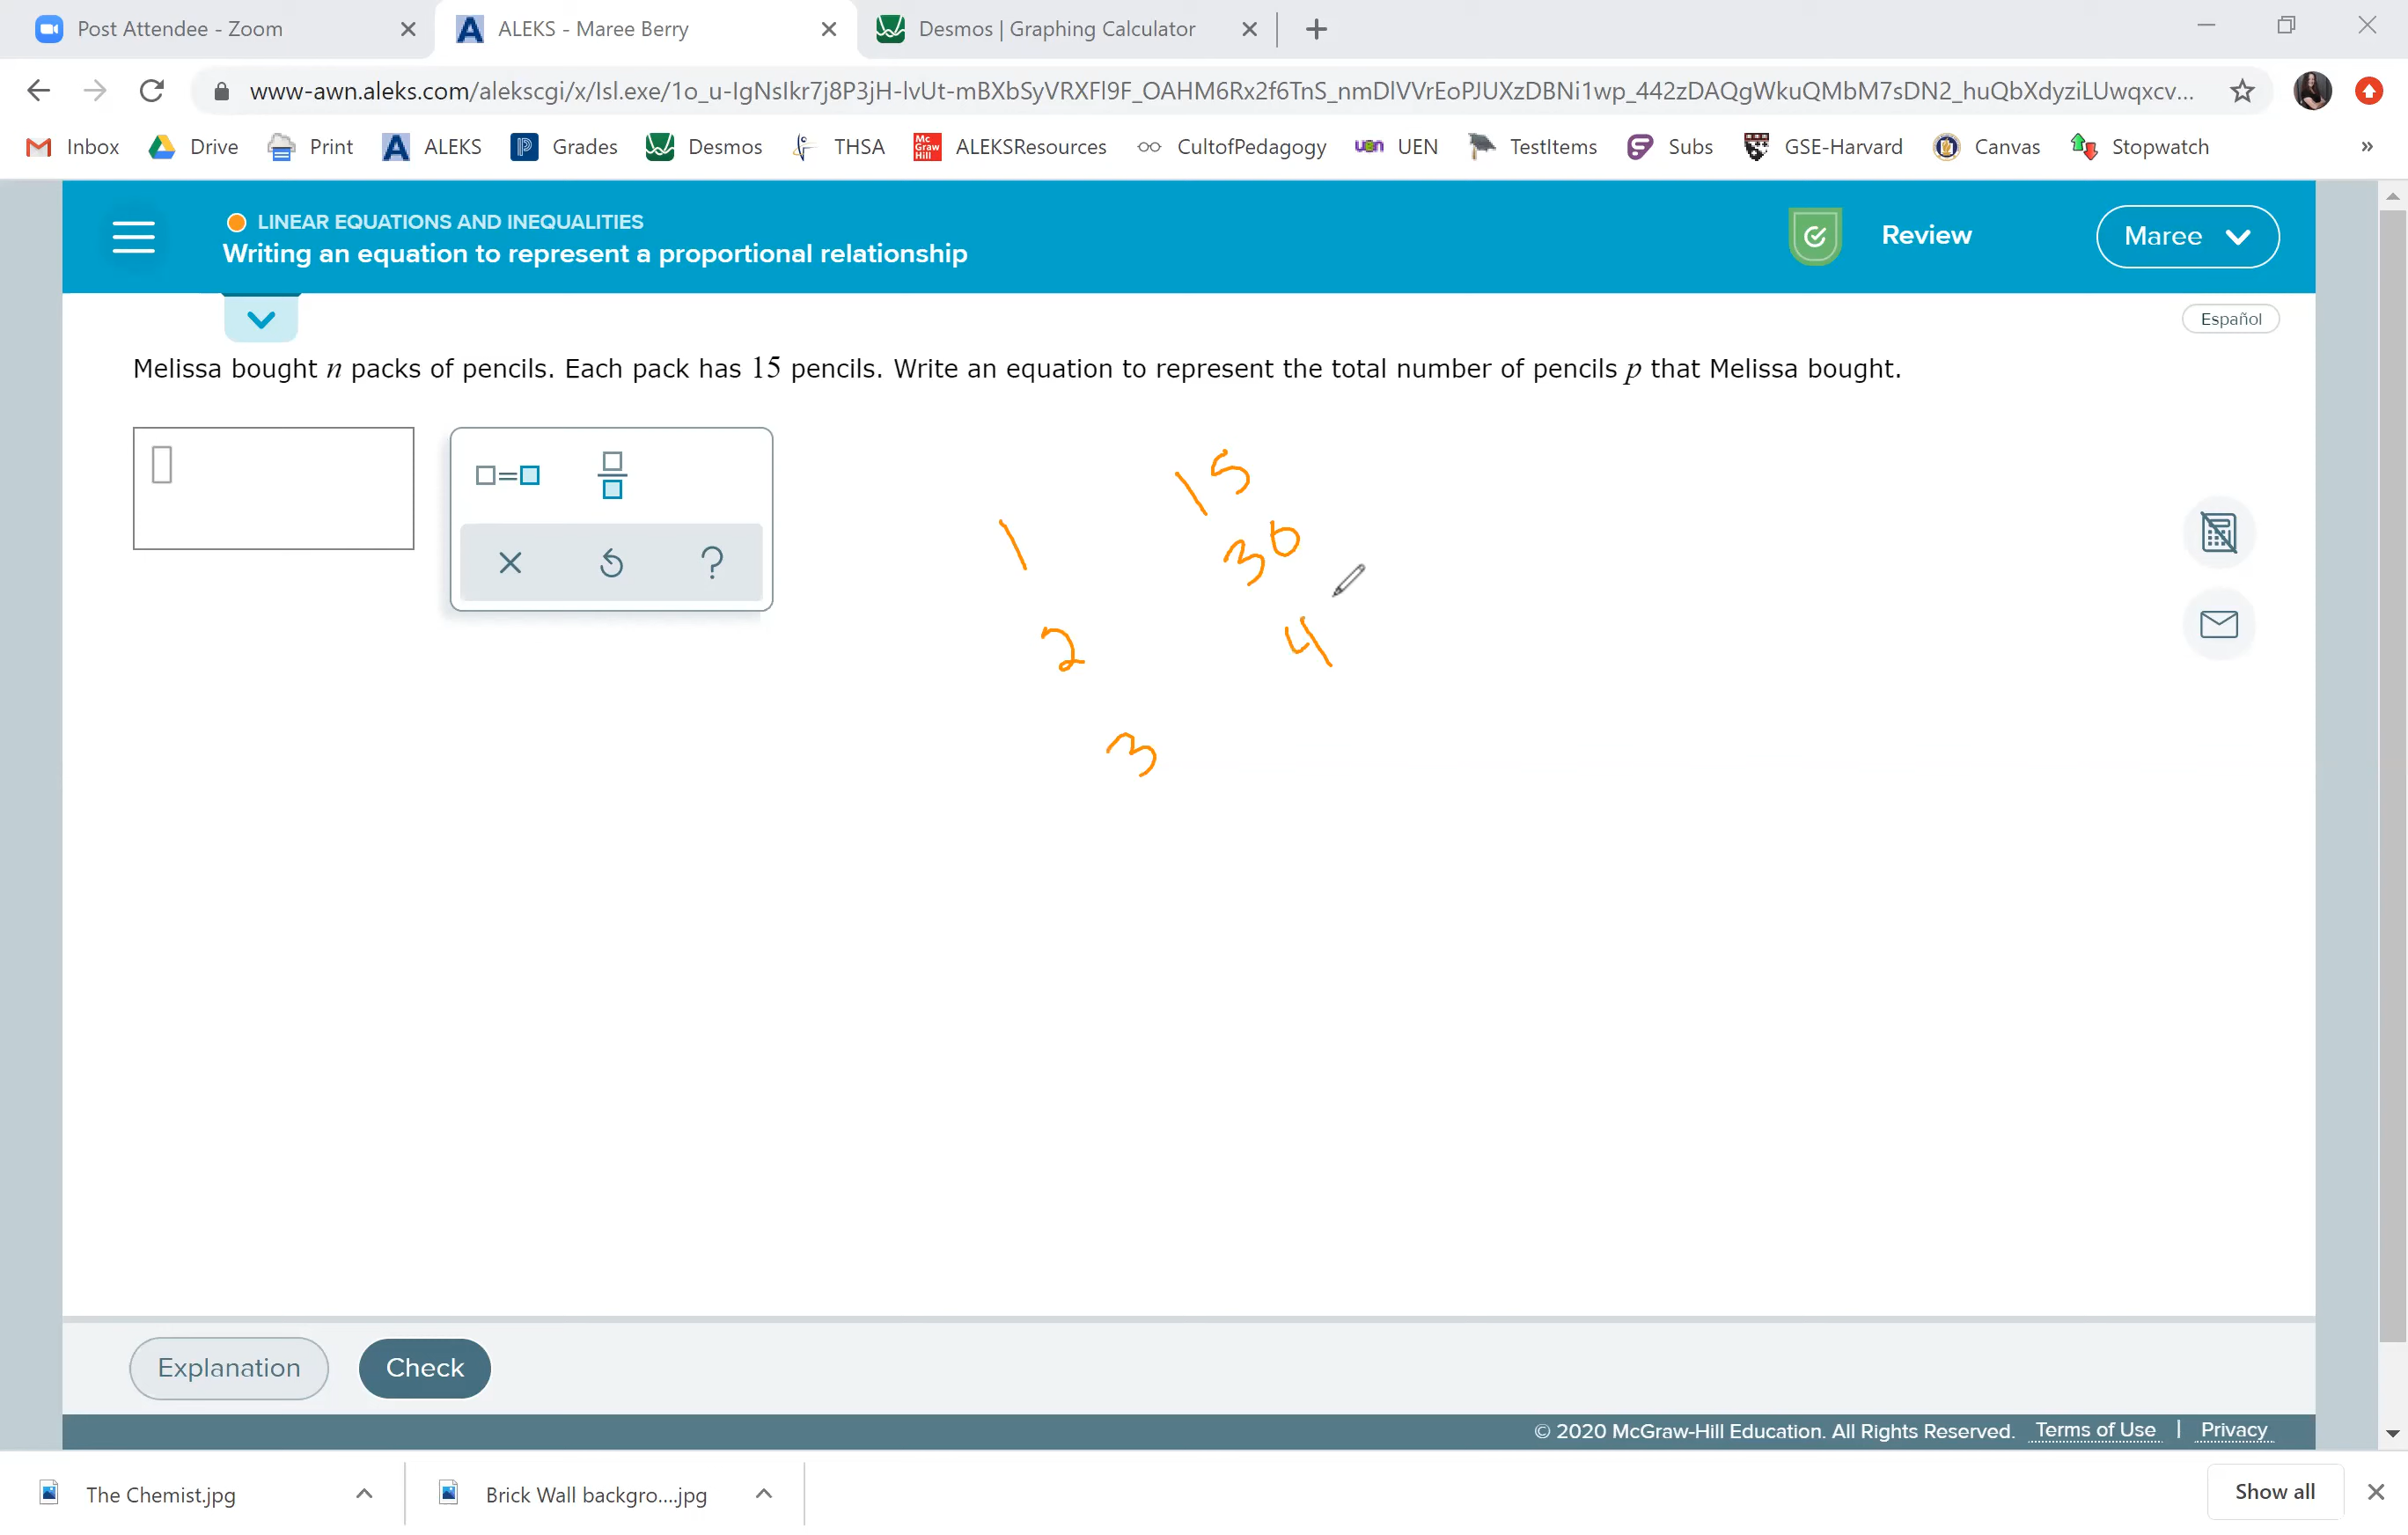 Post Attendee - Zoom
ALEKS - Maree Berry
Desmos | Graphing Calculator
www-awn.aleks.com/alekscgi/x/Isl.exe/1o_u-IgNsIkr7j8P3jH-lvUt-mBXbSyVRXFl9F_OAHM6Rx2f6TnS_nmDlVVrEoPJUXzDBNi1wp_442zDAQgWkuQMbM7sDN2_huQbXdyziLUwqxcv...
Inbox Drive Print ALEKS Grades Desmos THSA ALEKSResources CultofPedagogy UEN TestItems Subs GSE-Harvard Canvas Stopwatch »
LINEAR EQUATIONS AND INEQUALITIES
Writing an equation to represent a proportional relationship
Review
Maree
Español
Melissa bought n packs of pencils. Each pack has 15 pencils. Write an equation to represent the total number of pencils p that Melissa bought.
□=□
?
1 15
30
2 4
3
Explanation
Check
© 2020 McGraw-Hill Education. All Rights Reserved. Terms of Use | Privacy
The Chemist.jpg
Brick Wall backgro....jpg
Show all